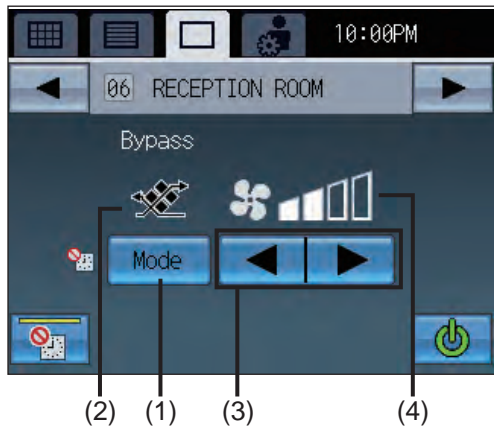 10:00PM
06 RECEPTION ROOM
Bypass
Mode
(2) (1) (3) (4)